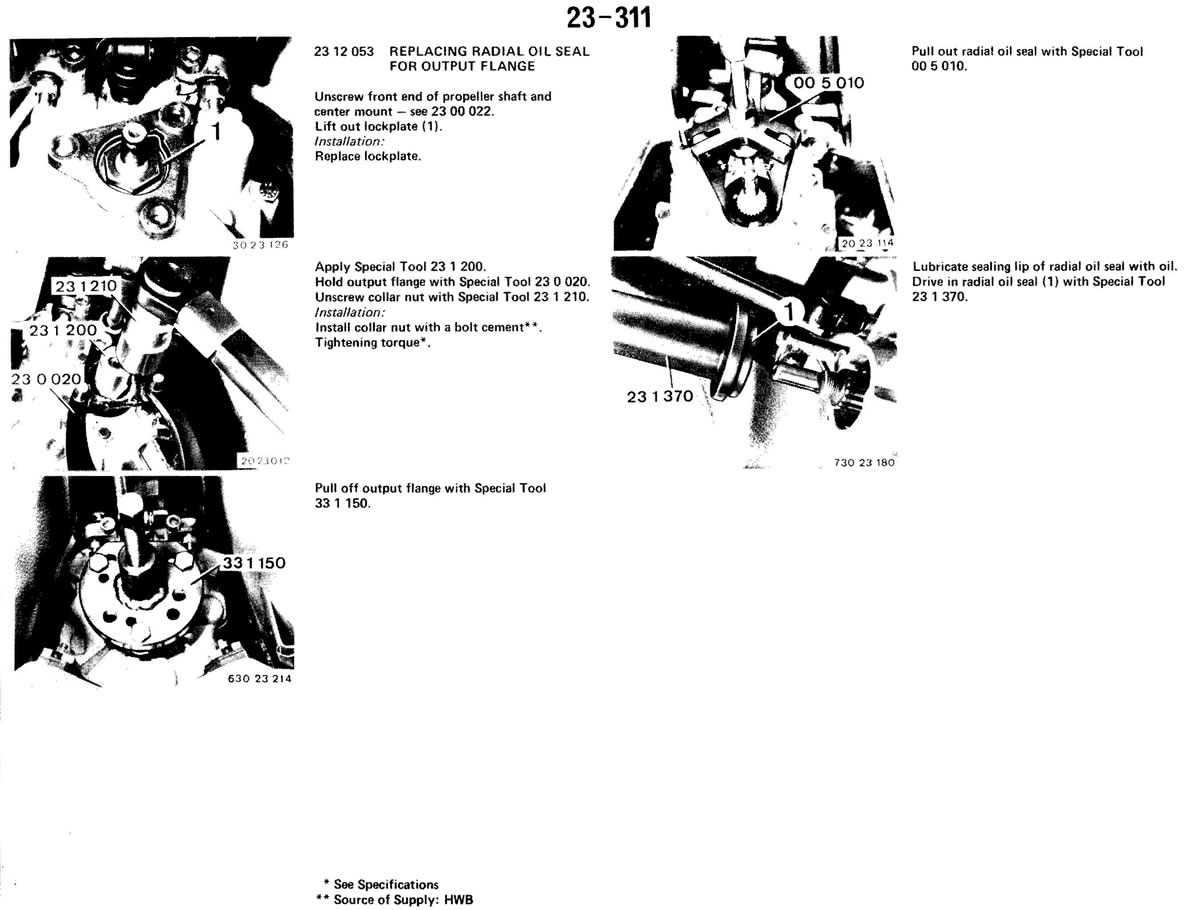 23-311
23 12 053 REPLACING RADIAL OIL SEAL
FOR OUTPUT FLANGE
Unscrew front end of propeller shaft and
center mount – see 23 00 022.
Lift out lockplate (1).
Installation:
Replace lockplate.
1
30 23 126
Apply Special Tool 23 1 200.
Hold output flange with Special Tool 23 0 020.
Unscrew collar nut with Special Tool 23 1 210.
Installation:
Install collar nut with a bolt cement**.
Tightening torque*.
23 1 210
23 1 200
23 0 020
20 23 012
Pull off output flange with Special Tool
33 1 150.
33 1 150
630 23 214
Pull out radial oil seal with Special Tool
00 5 010.
00 5 010
20 23 114
Lubricate sealing lip of radial oil seal with oil.
Drive in radial oil seal (1) with Special Tool
23 1 370.
1
23 1 370
730 23 180
* See Specifications
** Source of Supply: HWB